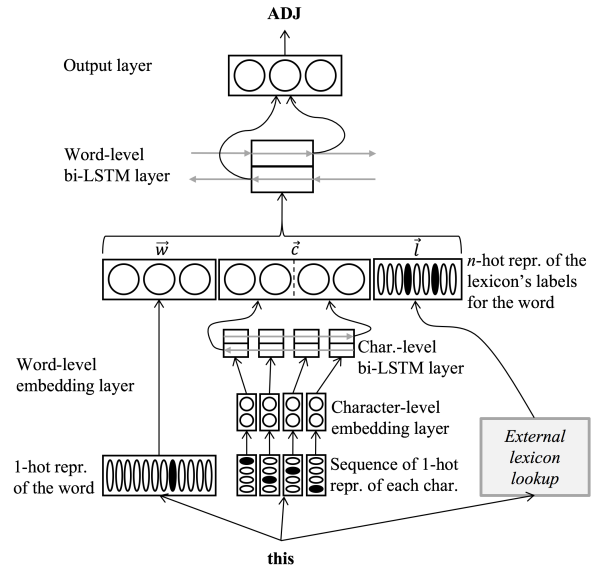 ADJ
Output layer
Word-level
bi-LSTM layer
w⃗
c⃗
l⃗
n-hot repr. of the
lexicon's labels
for the word
Char.-level
bi-LSTM layer
Word-level
embedding layer
Character-level
embedding layer
1-hot repr.
of the word
Sequence of 1-hot
repr. of each char.
External
lexicon
lookup
this